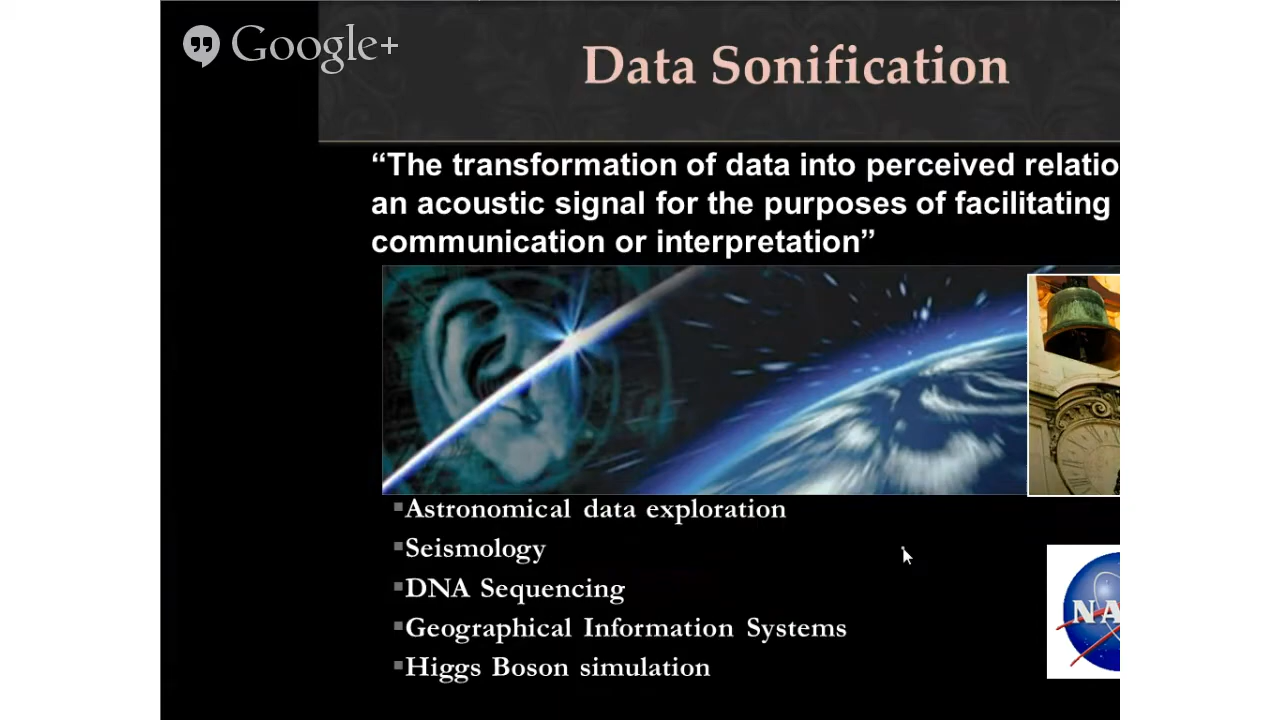 Google+
Data Sonification
“The transformation of data into perceived
an acoustic signal for the purposes of facilitating
communication or interpretation”
Astronomical data exploration
Seismology
DNA Sequencing
Geographical Information Systems
Higgs Boson simulation